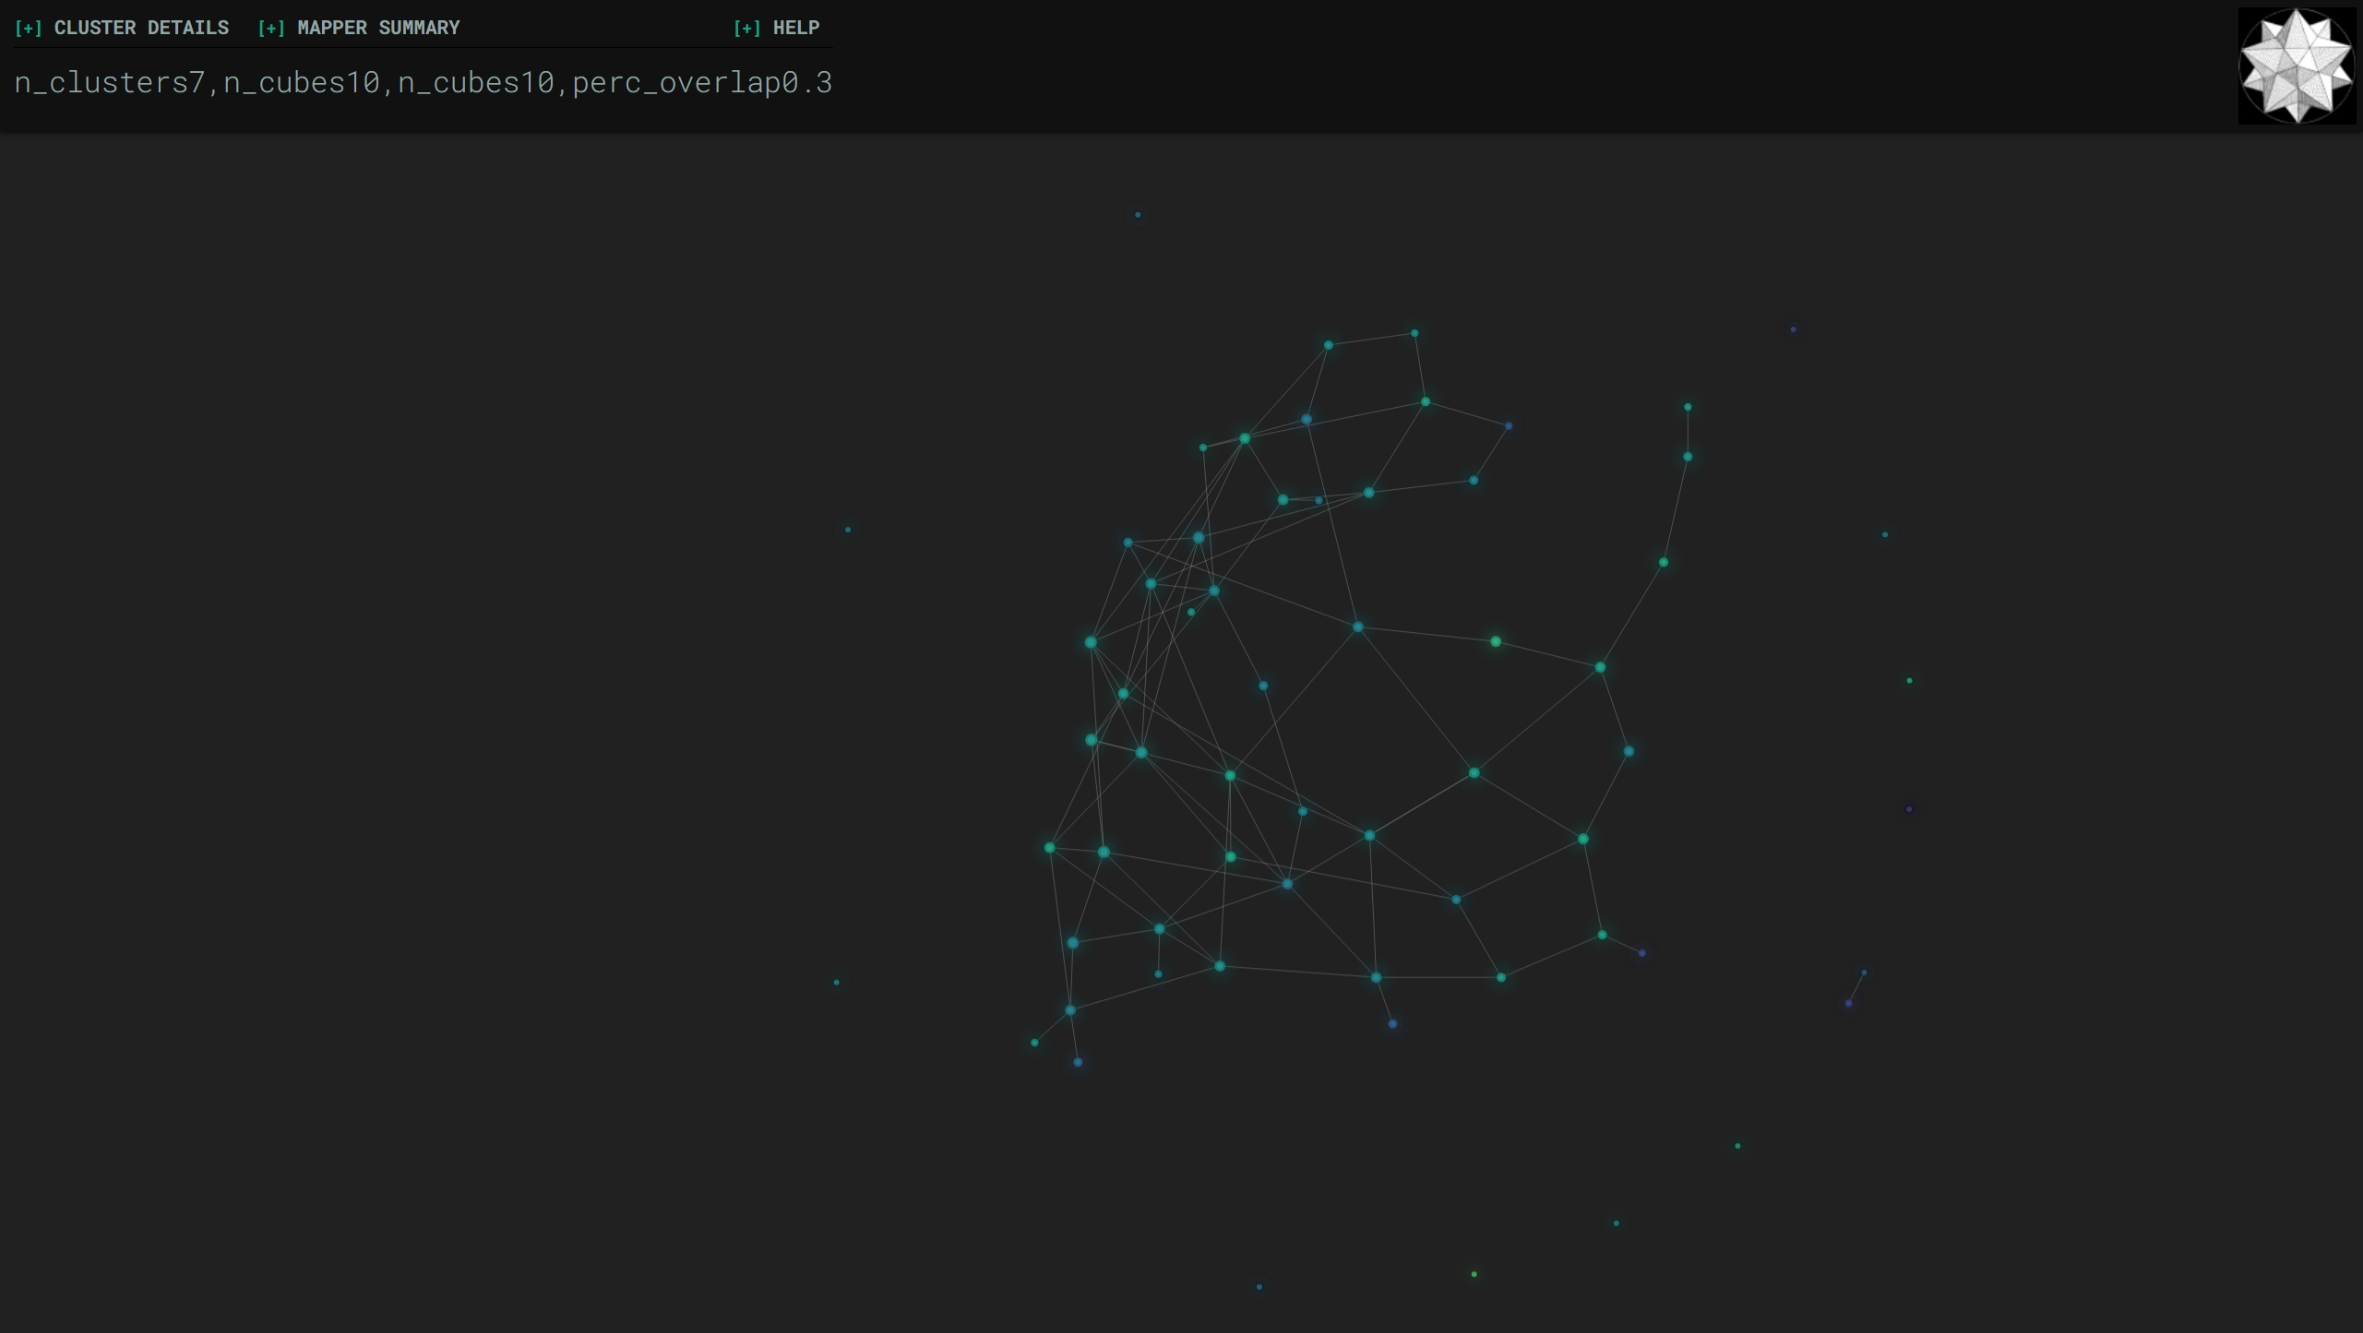 [+] CLUSTER DETAILS [+] MAPPER SUMMARY [+] HELP
n_clusters7,n_cubes10,n_cubes10,perc_overlap0.3